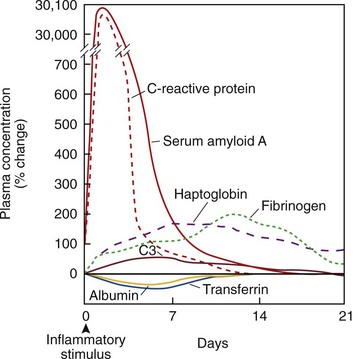 30,100
30,000
700
600
500
400
300
200
100
0
Plasma concentration
(% change)
C-reactive protein
Serum amyloid A
Haptoglobin
Fibrinogen
C3
Albumin
Transferrin
0
7
14
21
Days
Inflammatory
stimulus